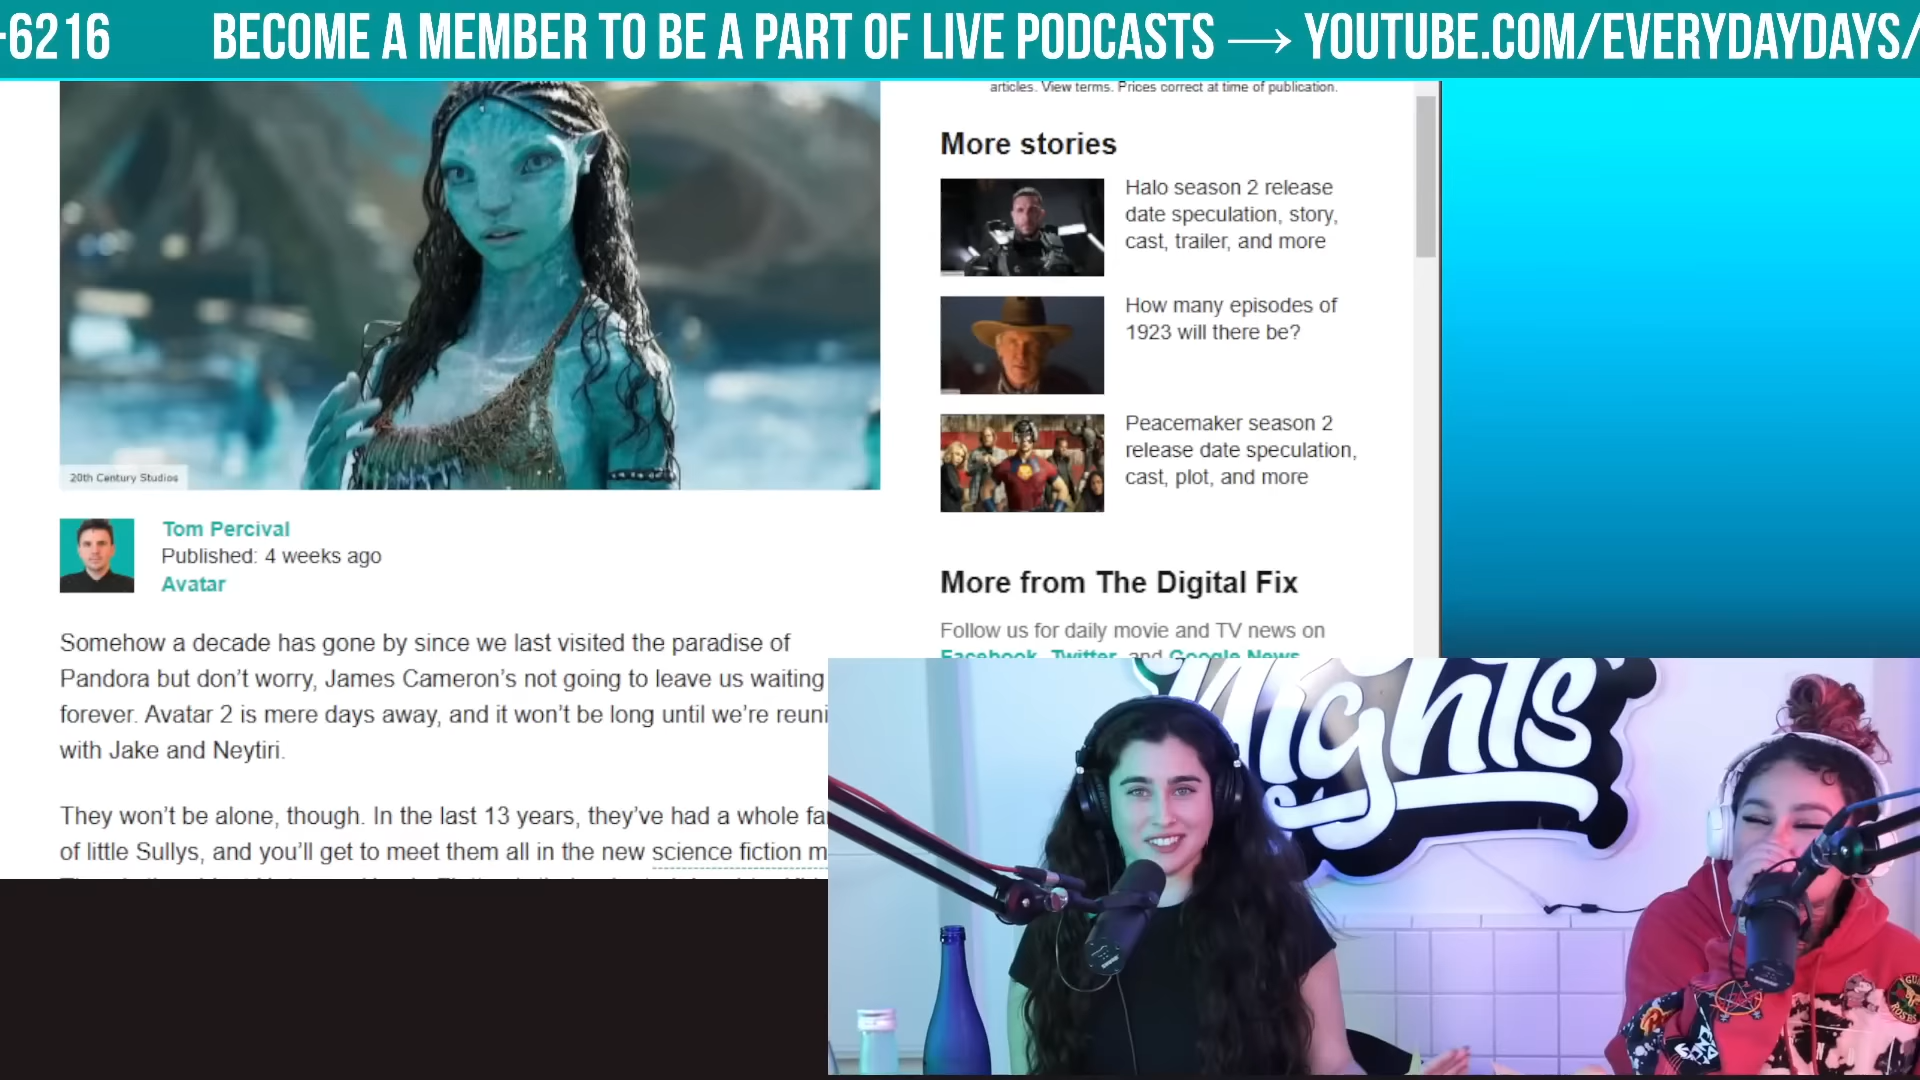 -6216 BECOME A MEMBER TO BE A PART OF LIVE PODCASTS → YOUTUBE.COM/EVERYDAYDAYS/
articles. View terms. Prices correct at time of publication.
More stories
Halo season 2 release
date speculation, story,
cast, trailer, and more
How many episodes of
1923 will there be?
Peacemaker season 2
release date speculation,
cast, plot, and more
20th Century Studios
Tom Percival
Published: 4 weeks ago
Avatar
More from The Digital Fix
Follow us for daily movie and TV news on
Facebook, Twitter, and Google News
Somehow a decade has gone by since we last visited the paradise of
Pandora but don't worry, James Cameron's not going to leave us waiting
forever. Avatar 2 is mere days away, and it won't be long until we're reuni
with Jake and Neytiri.
They won't be alone, though. In the last 13 years, they've had a whole fa
of little Sullys, and you'll get to meet them all in the new science fiction m
Nights